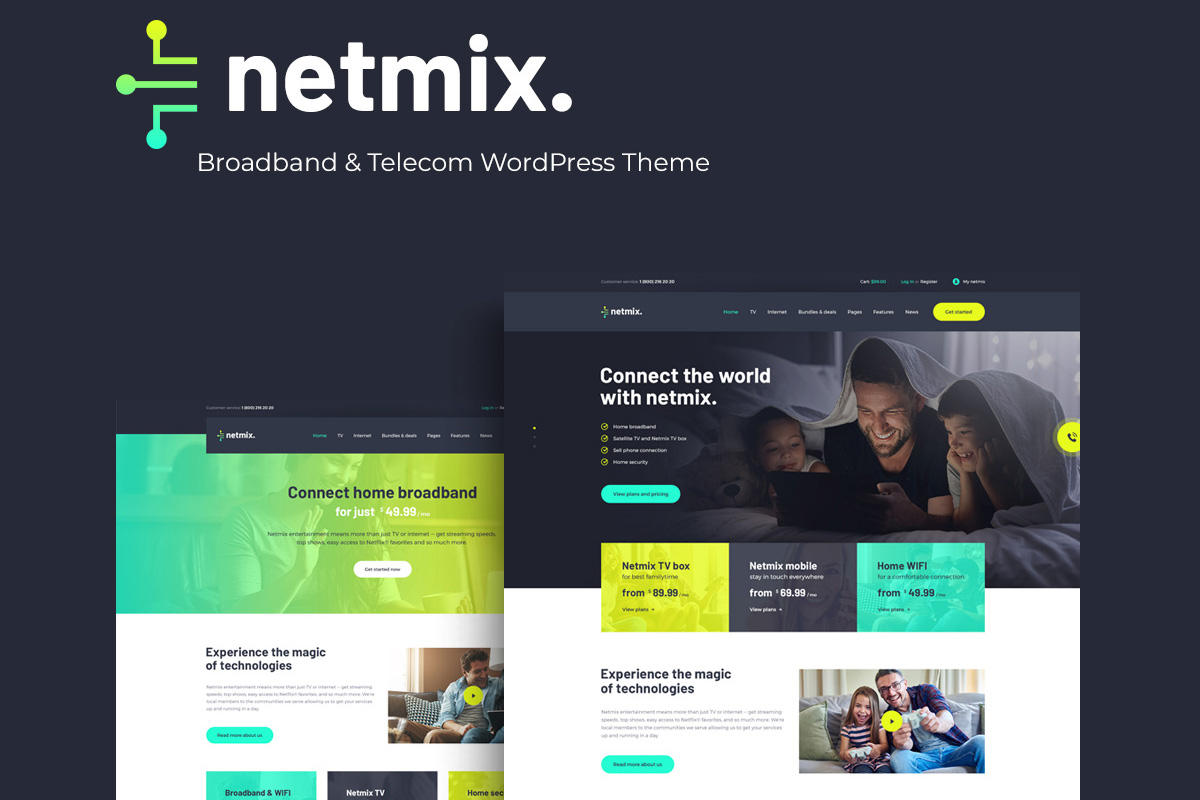 netmix.
Broadband & Telecom WordPress Theme
Customer service 1 (800) 216 20 20
Cart: $99.00 Log in or Register My netmix
netmix.
Home TV Internet Bundles & deals Pages Features News Get started
Connect the world
with netmix.
Home broadband
Satellite TV and Netmix TV box
Sell phone connection
Home security
View plans and pricing
Netmix TV box
for best familytime
from $89.99 /mo
View plans
Netmix mobile
stay in touch everywhere
from $69.99 /mo
View plans
Home WIFI
for a comfortable connection
from $49.99 /mo
View plans
Experience the magic
of technologies
Netmix entertainment means more than just TV or internet – get streaming
speeds, top shows, easy access to Netflix® favorites, and so much more. We're
local members to the communities we serve allowing us to get your services
up and running in a day
Read more about us
Customer service 1 (800) 216 20 20
Log in or Re
netmix.
Home TV Internet Bundles & deals Pages Features News
Connect home broadband
for just $49.99 /mo
Netmix entertainment means more than just TV or internet – get streaming speeds,
top shows, easy access to Netflix® favorites and so much more.
Get started now
Experience the magic
of technologies
Netmix entertainment means more than just TV or internet – get streaming
speeds, top shows, easy access to Netflix® favorites, and so much more. We're
local members to the communities we serve allowing us to get your services
up and running in a day
Read more about us
Broadband & WIFI
Netmix TV
Home sec